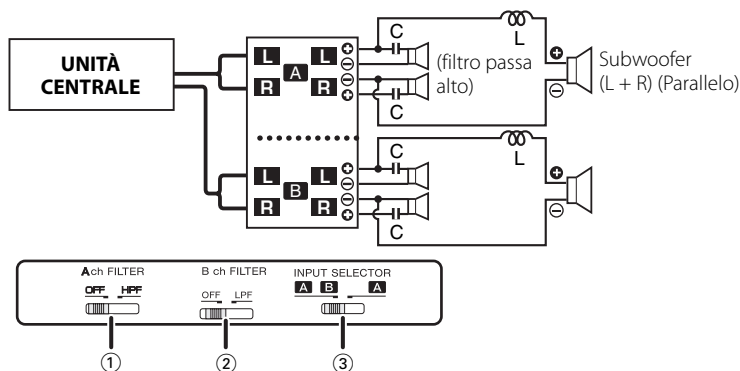 UNITÀ
CENTRALE
L L
A
R R
C
L
(filtro passa
alto)
C
Subwoofer
(L + R) (Parallelo)
L L
B
R R
C
L
C
A ch FILTER
OFF HPF
B ch FILTER
OFF LPF
INPUT SELECTOR
A B A
① ② ③